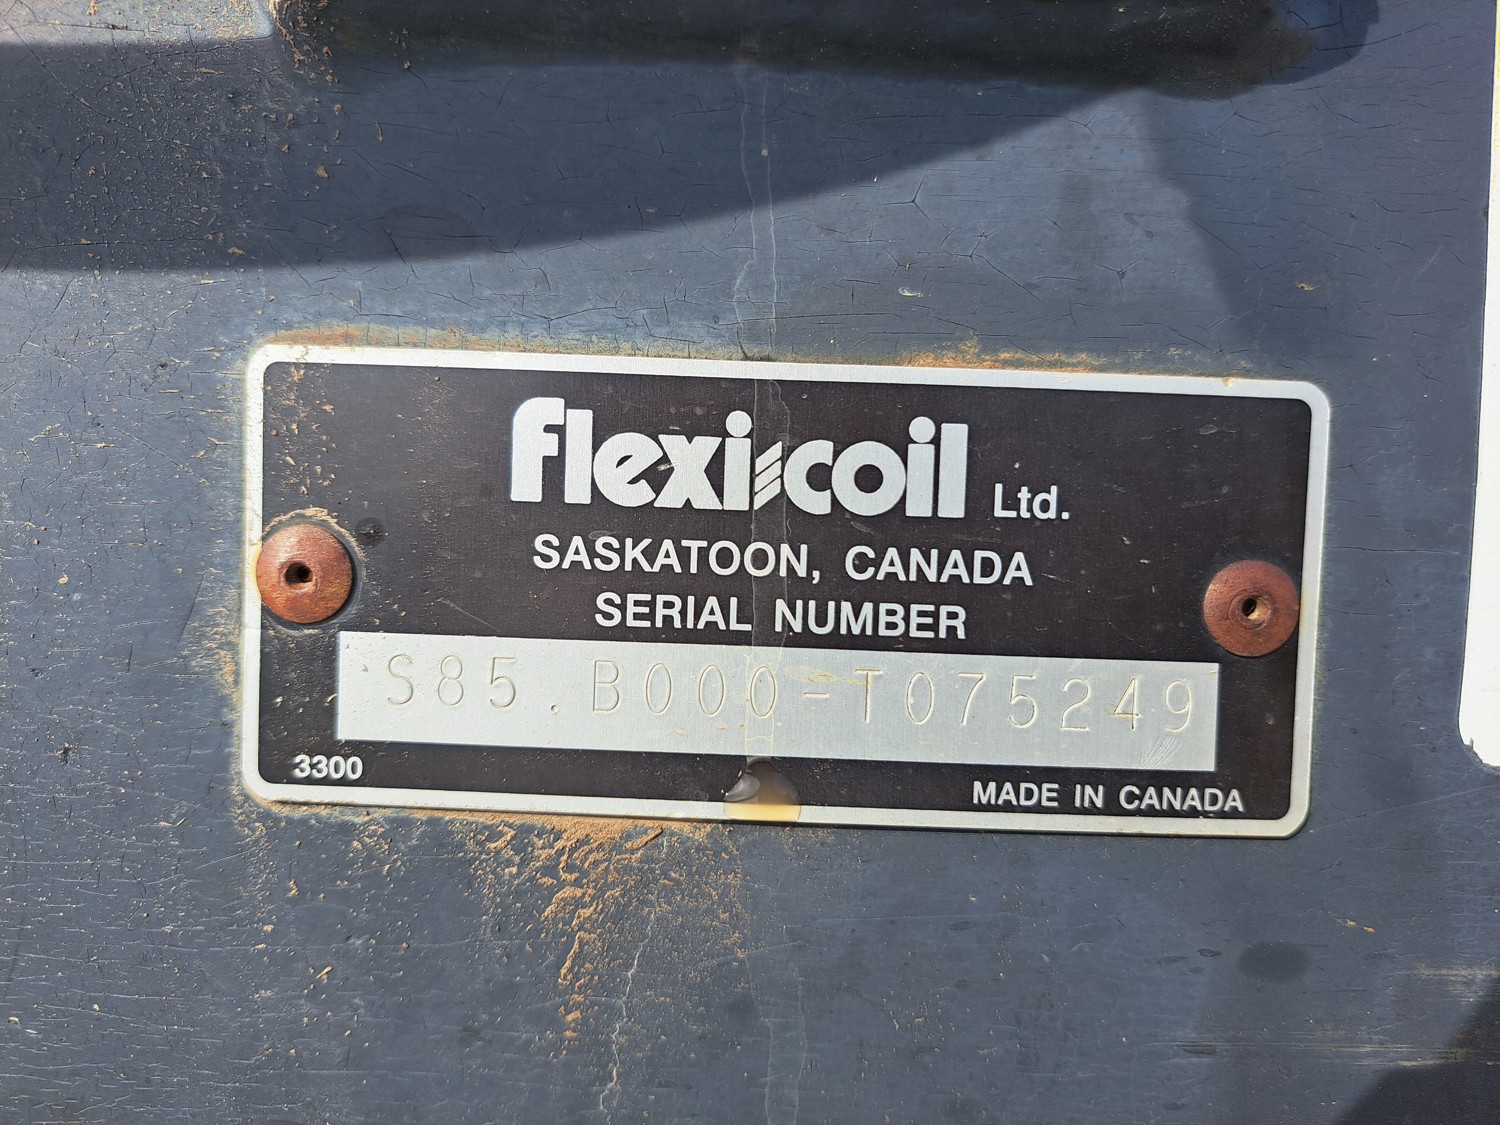 flexi-coil Ltd.
SASKATOON, CANADA
SERIAL NUMBER
S85.B000-T075249
3300
MADE IN CANADA